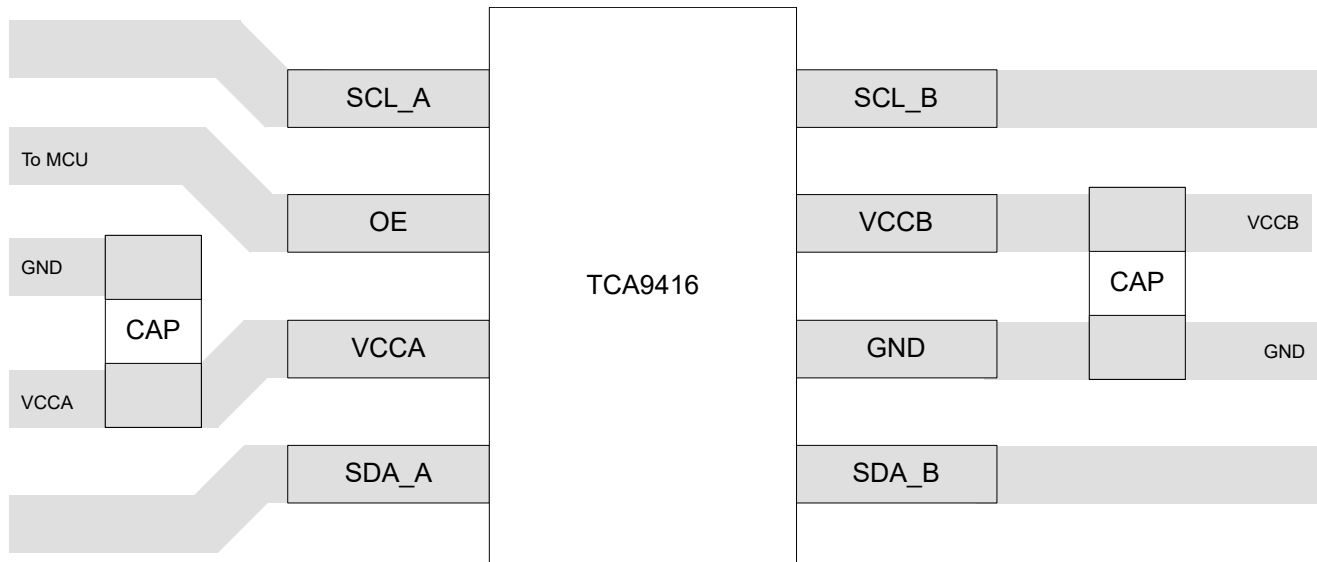 SCL_A
SCL_B
To MCU
OE
VCCB
VCCB
GND
TCA9416
CAP
CAP
VCCA
GND
GND
VCCA
SDA_A
SDA_B